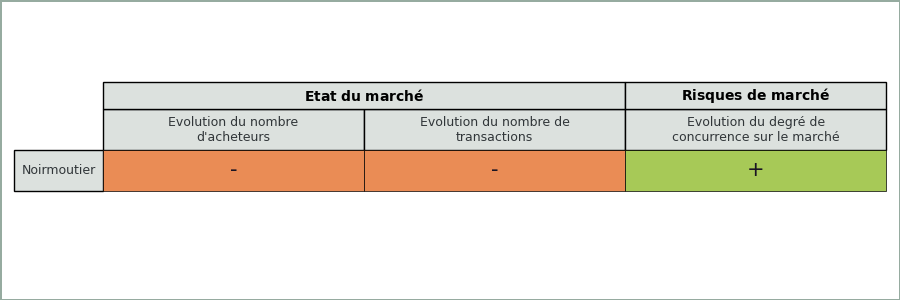 Etat du marché
Risques de marché
Evolution du nombre
d'acheteurs
Evolution du nombre de
transactions
Evolution du degré de
concurrence sur le marché
Noirmoutier
-
-
+